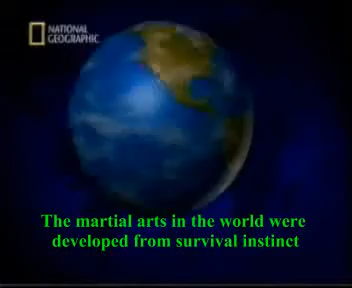 NATIONAL
GEOGRAPHIC
The martial arts in the world were
developed from survival instinct